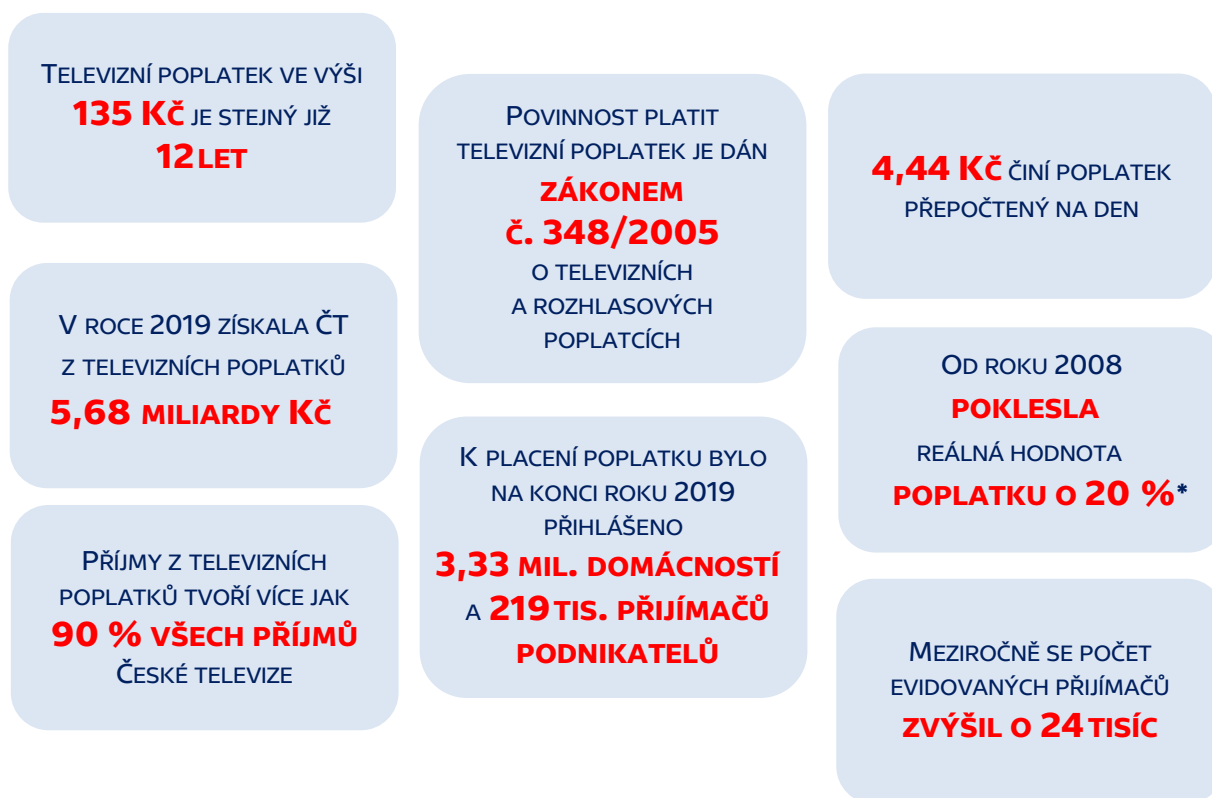 Televizní poplatek ve výši
135 Kč je stejný již
12 let
V roce 2019 získala ČT
z televizních poplatků
5,68 miliardy Kč
Příjmy z televizních
poplatků tvoří více jak
90 % všech příjmů
České televize
Povinnost platit
televizní poplatek je dán
zákonem
č. 348/2005
o televizních
a rozhlasových
poplatcích
K placení poplatku bylo
na konci roku 2019
přihlášeno
3,33 mil. domácností
a 219 tis. přijímačů
podnikatelů
4,44 Kč činí poplatek
přepočtený na den
Od roku 2008
poklesla
reálná hodnota
poplatku o 20 %*
Meziročně se počet
evidovaných přijímačů
zvýšil o 24 tisíc